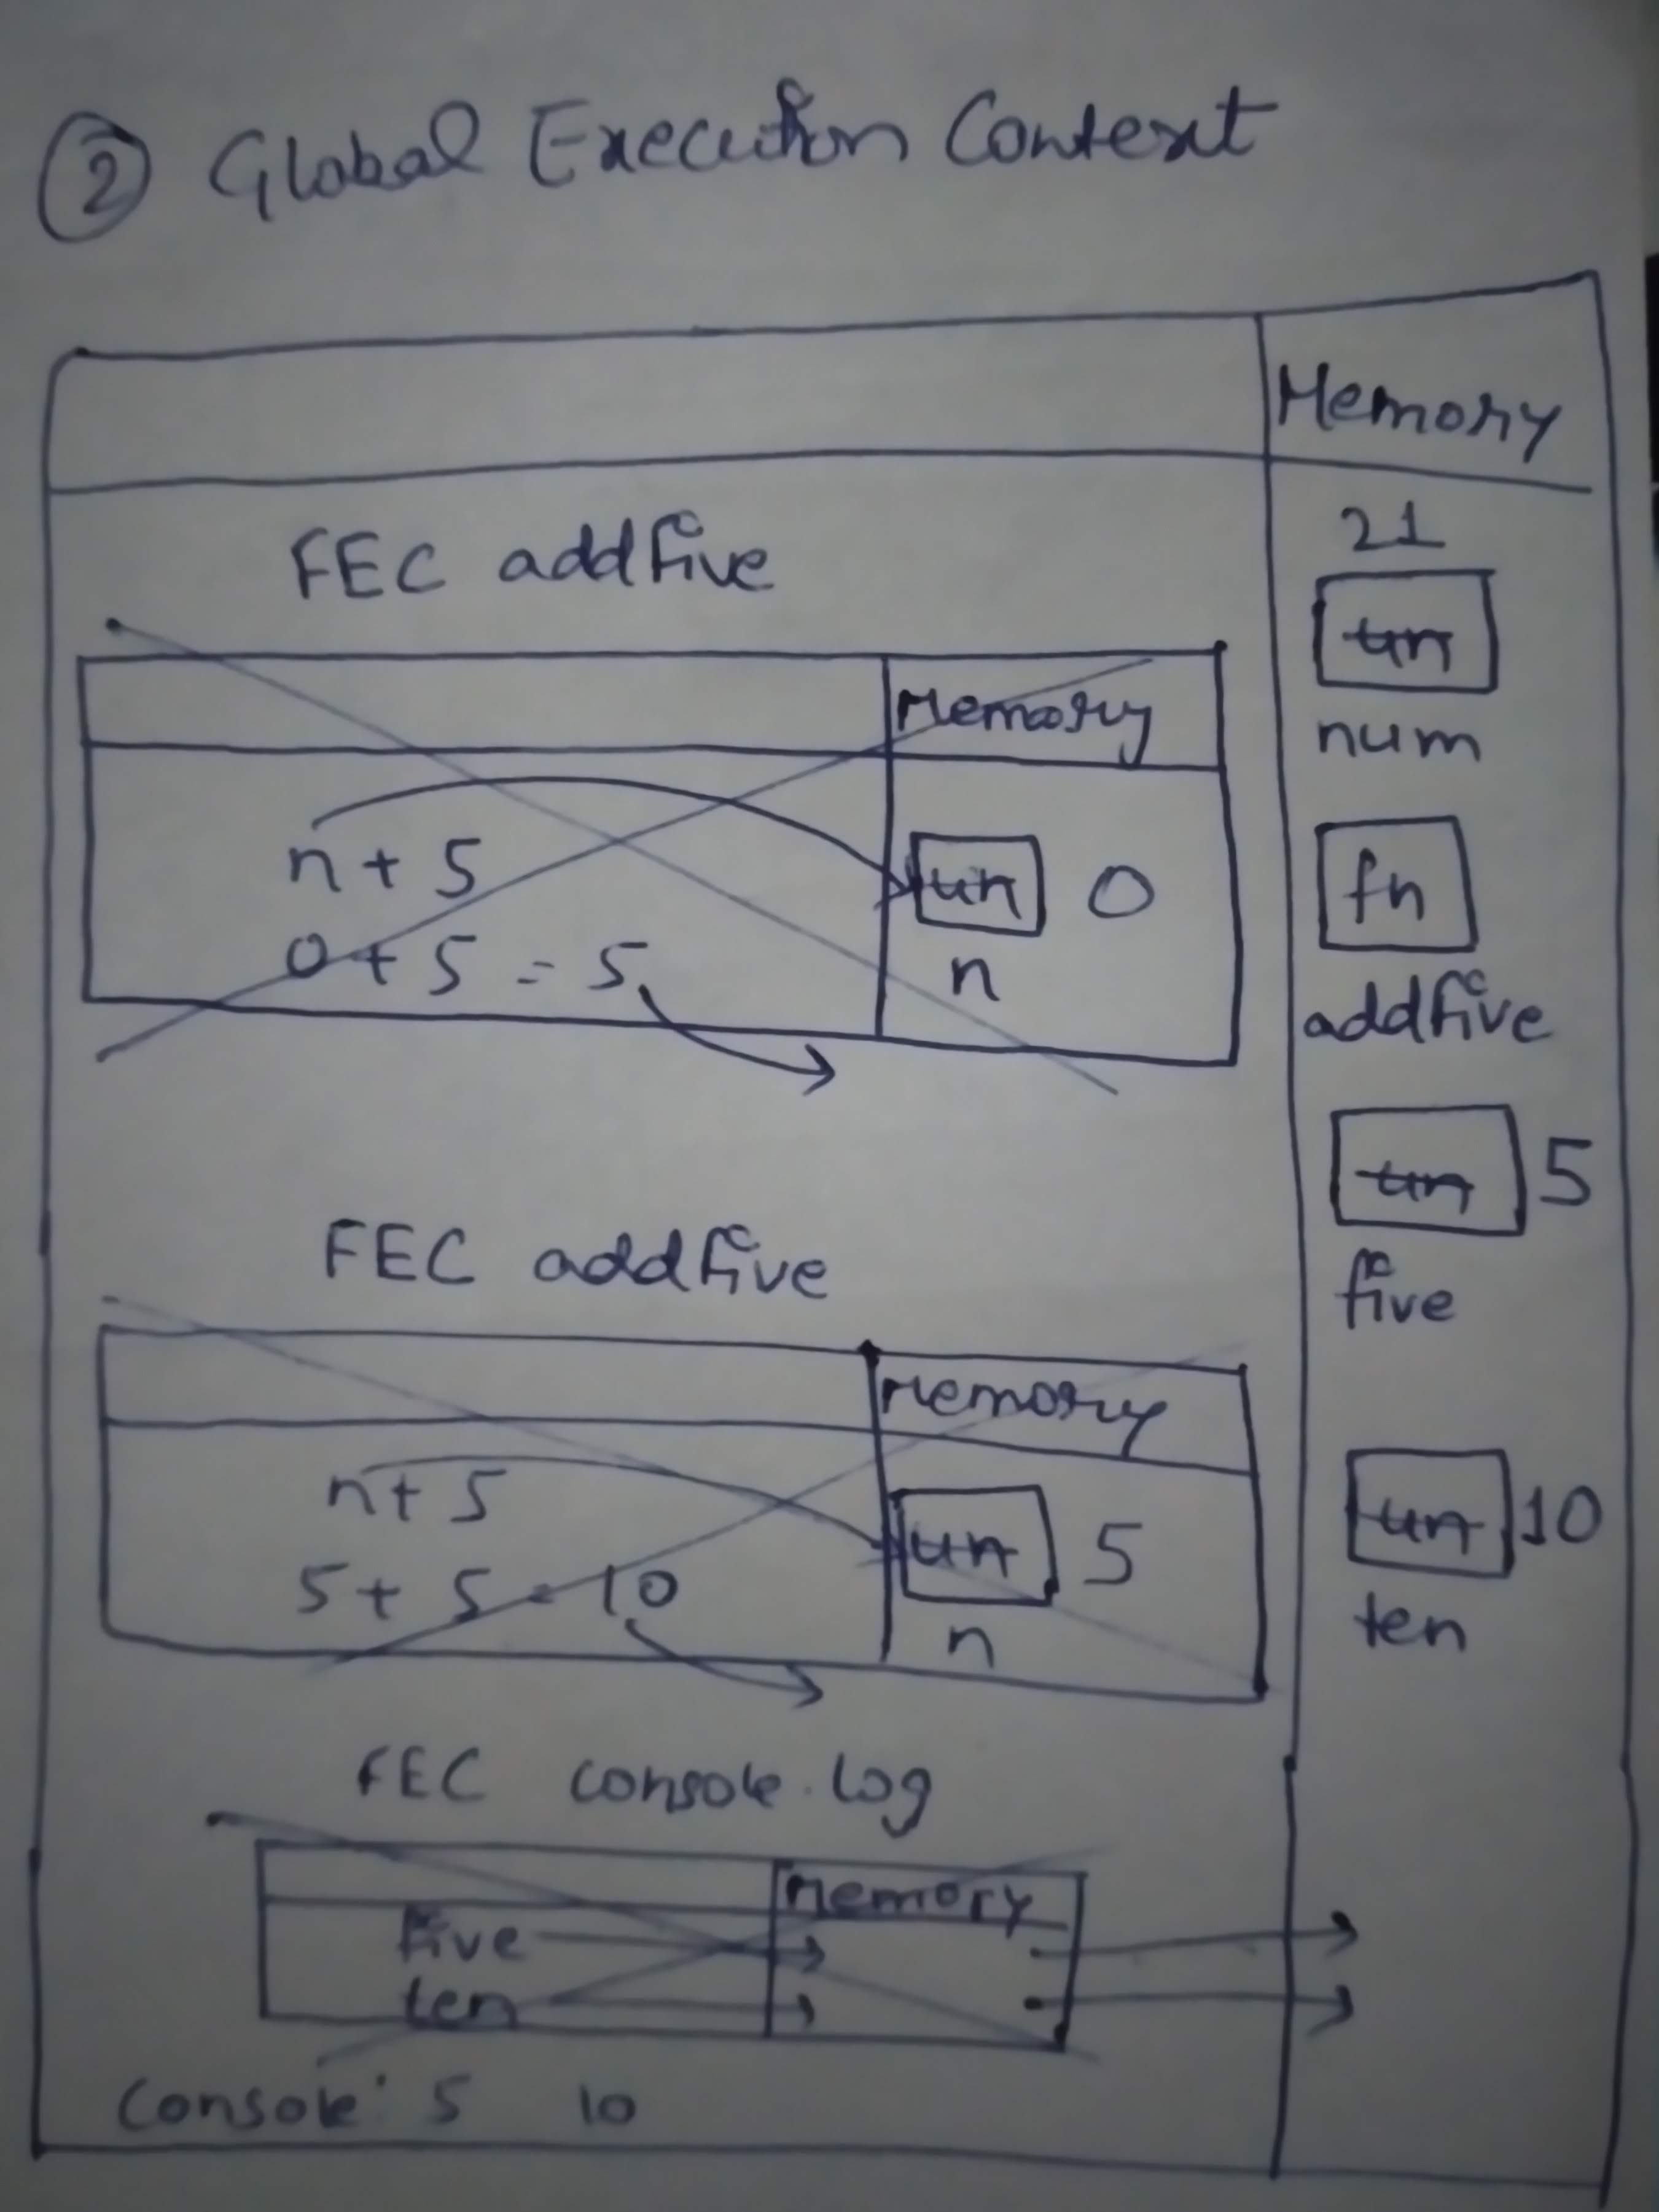 ② Global Execution Context
Memory
FEC addfive
Memory
n + 5
un 0
0 + 5 = 5
n
FEC addfive
Memory
n + 5
un 5
5 + 5 = 10
n
FEC console.log
Memory
five
ten
Console: 5 10
21
un
num
fn
addfive
un 5
five
un 10
ten